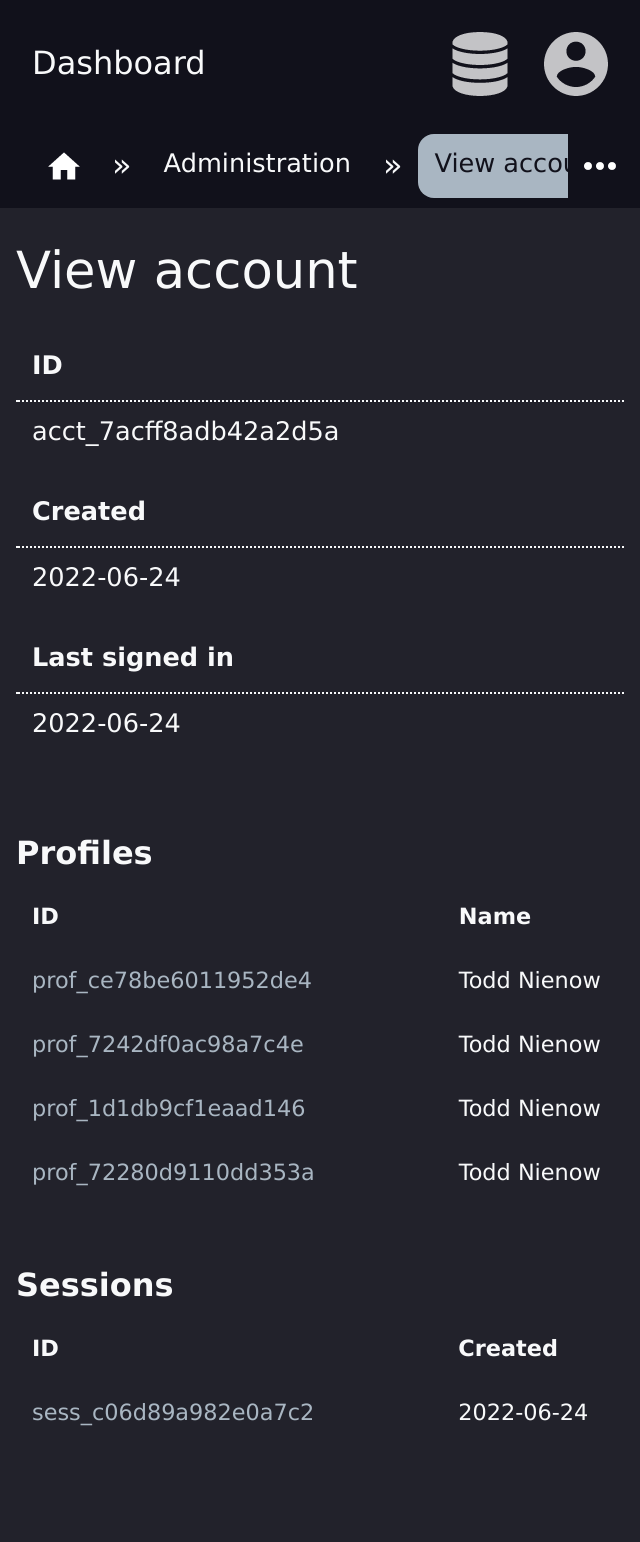 Dashboard
» Administration » View accou
View account
ID
acct_7acff8adb42a2d5a
Created
2022-06-24
Last signed in
2022-06-24
Profiles
ID Name
prof_ce78be6011952de4 Todd Nienow
prof_7242df0ac98a7c4e Todd Nienow
prof_1d1db9cf1eaad146 Todd Nienow
prof_72280d9110dd353a Todd Nienow
Sessions
ID Created
sess_c06d89a982e0a7c2 2022-06-24